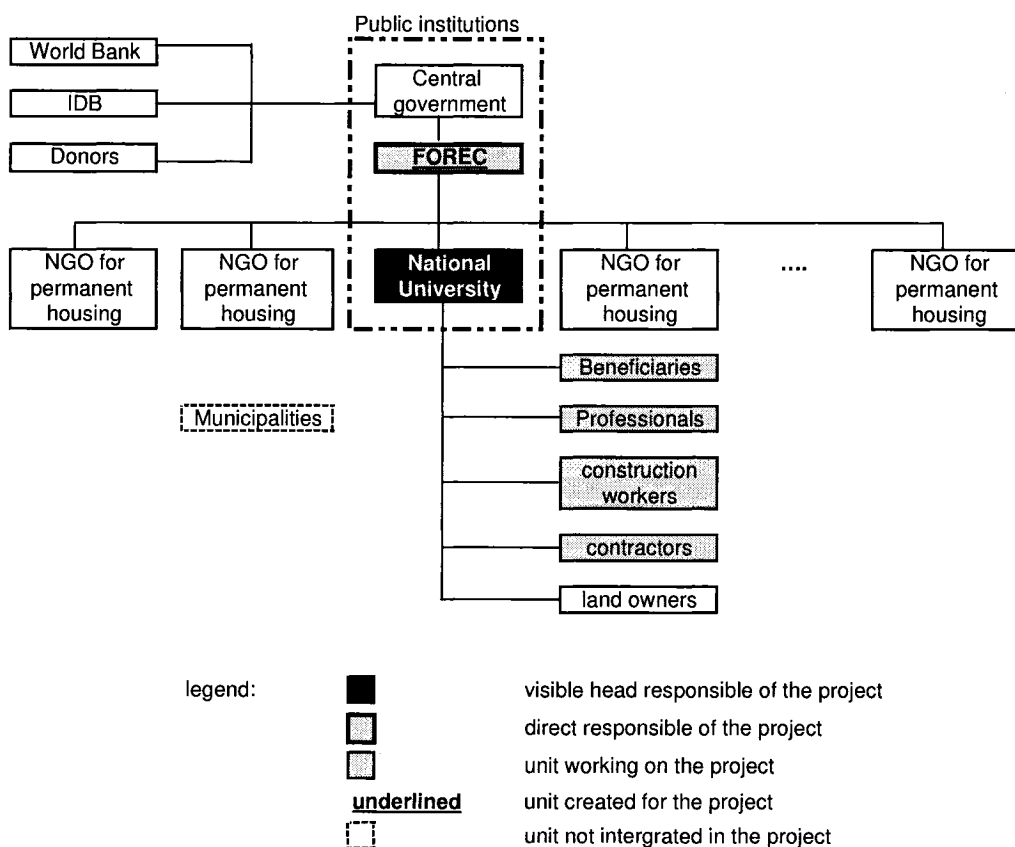 Public institutions
World Bank
IDB
Donors
Central
government
FOREC
NGO for
permanent
housing
NGO for
permanent
housing
National
University
NGO for
permanent
housing
....
NGO for
permanent
housing
Beneficiaries
Municipalities
Professionals
construction
workers
contractors
land owners
legend:
visible head responsible of the project
direct responsible of the project
unit working on the project
underlined unit created for the project
unit not intergrated in the project